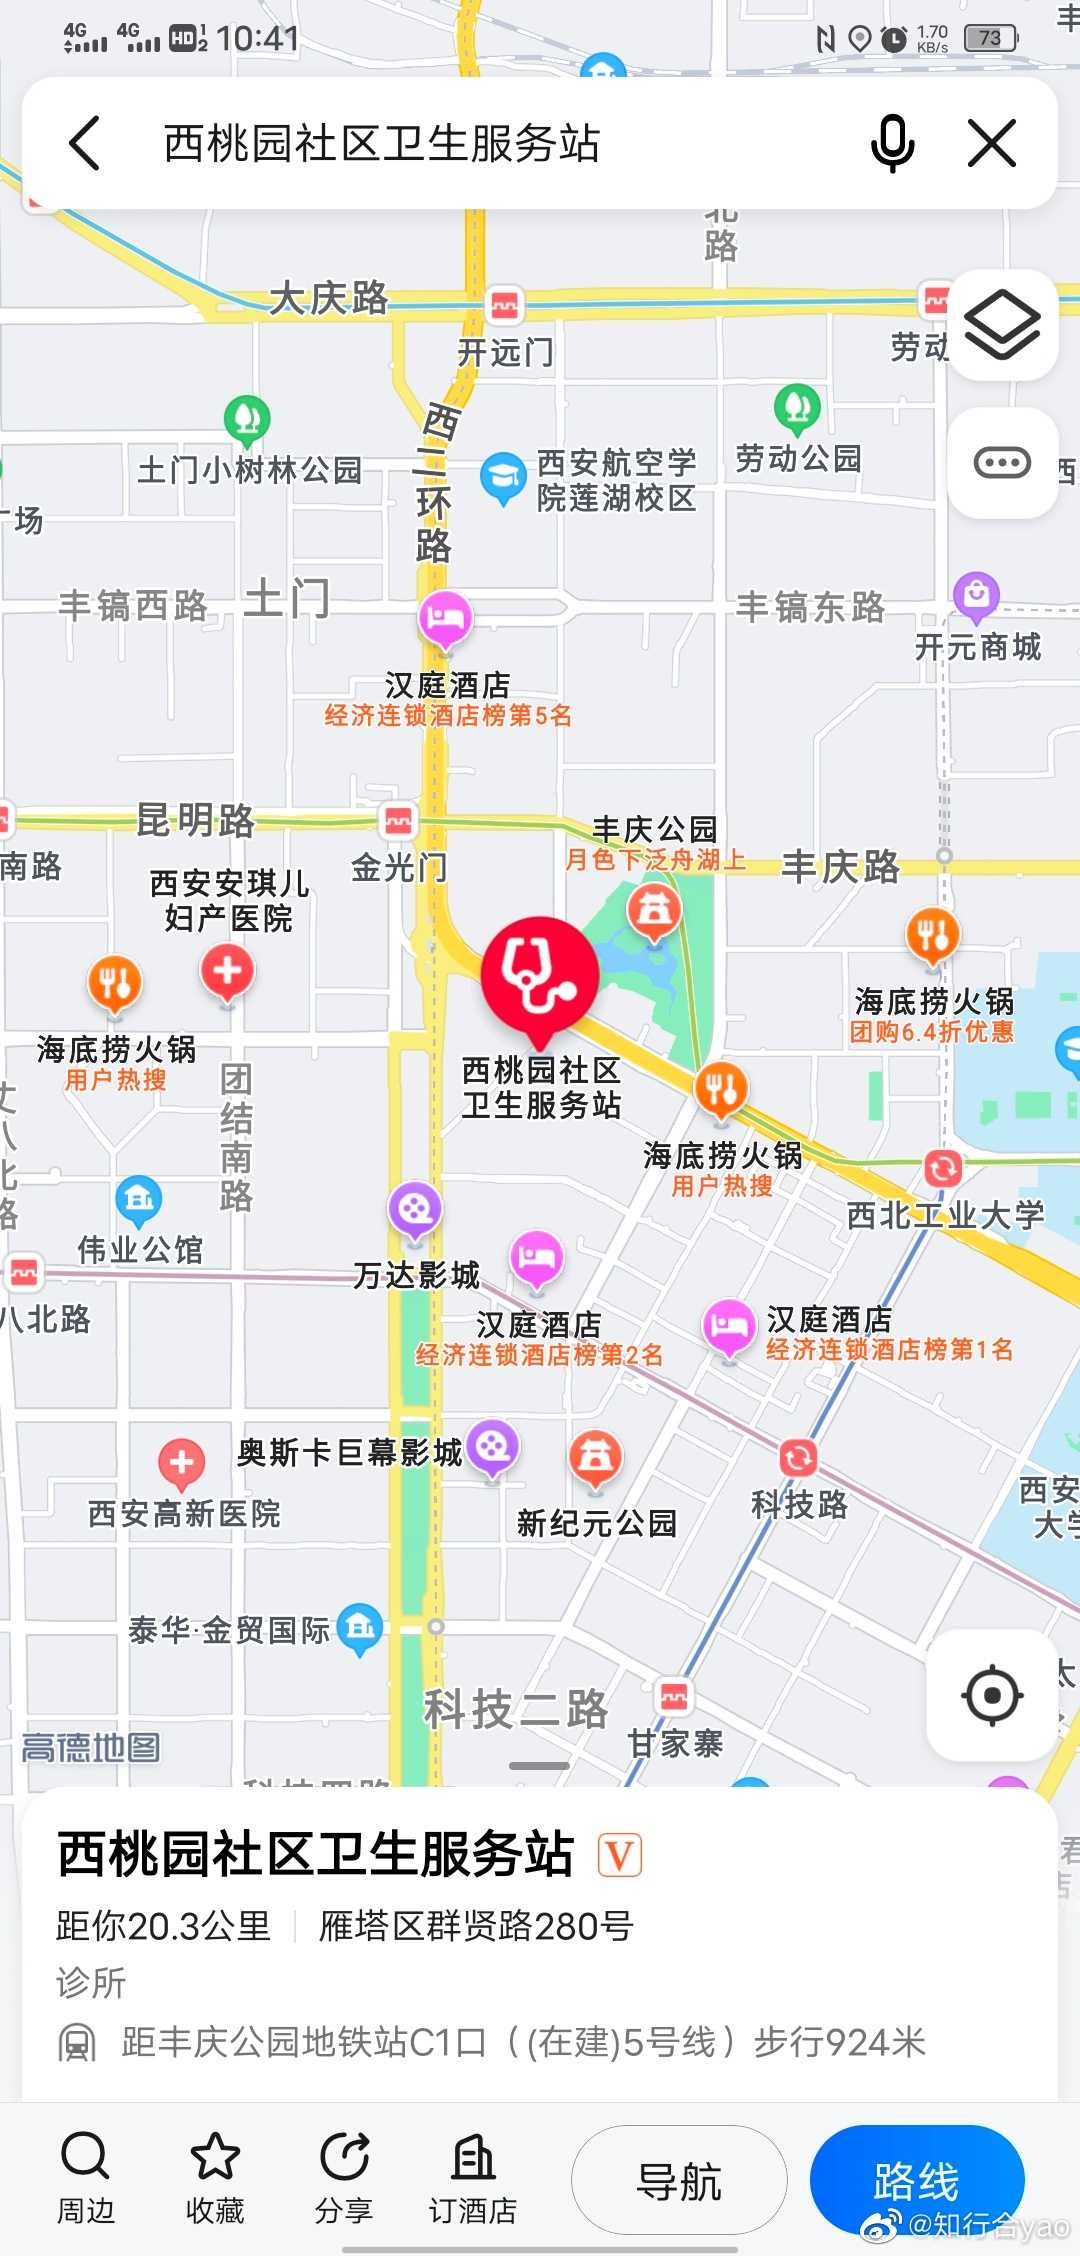 4G 4G HD 1 2 10:41 1.70 KB/s 73
西桃园社区卫生服务站
北路
大庆路
开远门
劳动
西二环路
土门小树林公园
西安航空学
院莲湖校区
劳动公园
西
场
丰镐西路
土门
丰镐东路
开元商城
汉庭酒店
经济连锁酒店榜第5名
昆明路
金光门
南路
丰庆公园
月色下泛舟湖上
丰庆路
西安安琪儿
妇产医院
海底捞火锅
用户热搜
海底捞火锅
团购6.4折优惠
西桃园社区
卫生服务站
团结南路
丈八北路
海底捞火锅
用户热搜
西北工业大学
伟业公馆
万达影城
八北路
汉庭酒店
经济连锁酒店榜第2名
汉庭酒店
经济连锁酒店榜第1名
奥斯卡巨幕影城
西安高新医院
新纪元公园
科技路
西安
大学
泰华·金贸国际
科技二路
甘家寨
太
高德地图
科技四路
君
店
西桃园社区卫生服务站 V
距你20.3公里 雁塔区群贤路280号
诊所
距丰庆公园地铁站C1口（(在建)5号线）步行924米
周边 收藏 分享 订酒店 导航 路线
@知行合yao